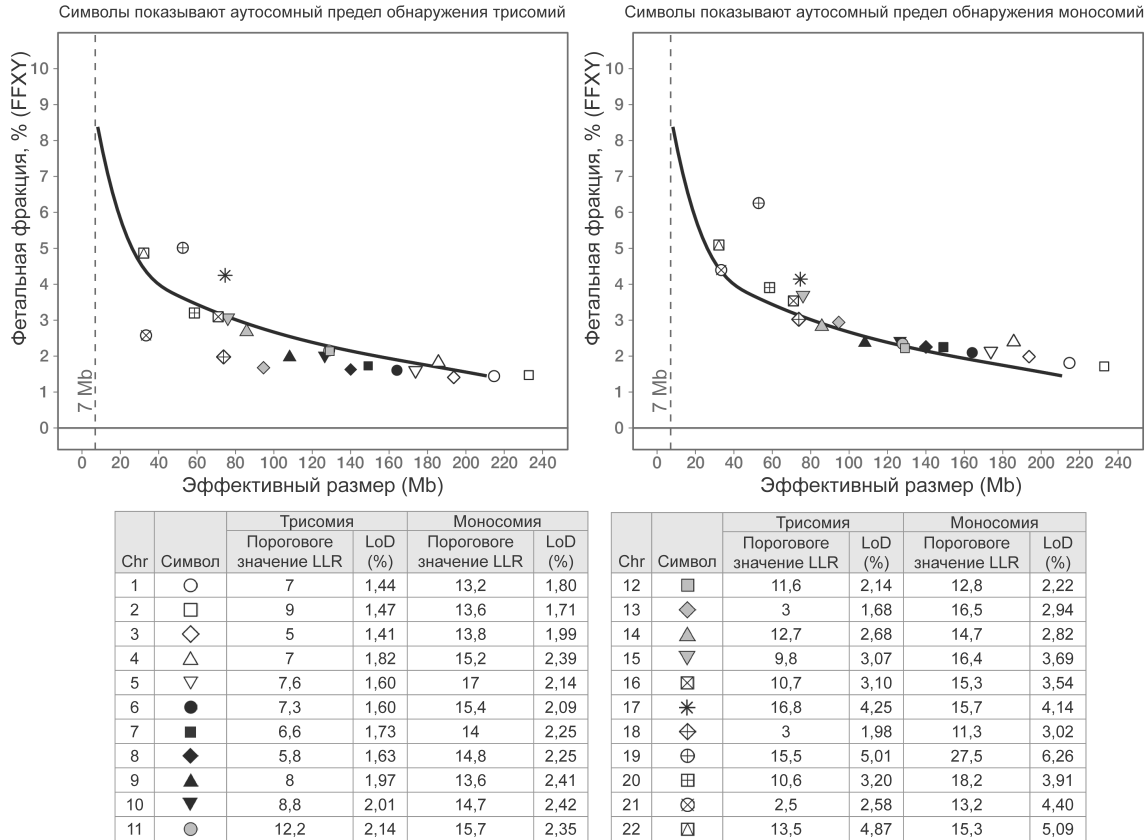 Символы показывают аутосомный предел обнаружения трисомий
Фетальная фракция, % (FFXY)
10
9
8
7
6
5
4
3
2
1
0
7 Mb
0 20 40 60 80 100 120 140 160 180 200 220 240
Эффективный размер (Mb)
Символы показывают аутосомный предел обнаружения моносомий
Фетальная фракция, % (FFXY)
10
9
8
7
6
5
4
3
2
1
0
7 Mb
0 20 40 60 80 100 120 140 160 180 200 220 240
Эффективный размер (Mb)
Трисомия Моносомия
Chr Символ Пороговое значение LLR LoD (%) Пороговое значение LLR LoD (%)
1 7 1,44 13,2 1,80
2 9 1,47 13,6 1,71
3 5 1,41 13,8 1,99
4 7 1,82 15,2 2,39
5 7,6 1,60 17 2,14
6 7,3 1,60 15,4 2,09
7 6,6 1,73 14 2,25
8 5,8 1,63 14,8 2,25
9 8 1,97 13,6 2,41
10 8,8 2,01 14,7 2,42
11 12,2 2,14 15,7 2,35
Трисомия Моносомия
Chr Символ Пороговое значение LLR LoD (%) Пороговое значение LLR LoD (%)
12 11,6 2,14 12,8 2,22
13 3 1,68 16,5 2,94
14 12,7 2,68 14,7 2,82
15 9,8 3,07 16,4 3,69
16 10,7 3,10 15,3 3,54
17 16,8 4,25 15,7 4,14
18 3 1,98 11,3 3,02
19 15,5 5,01 27,5 6,26
20 10,6 3,20 18,2 3,91
21 2,5 2,58 13,2 4,40
22 13,5 4,87 15,3 5,09